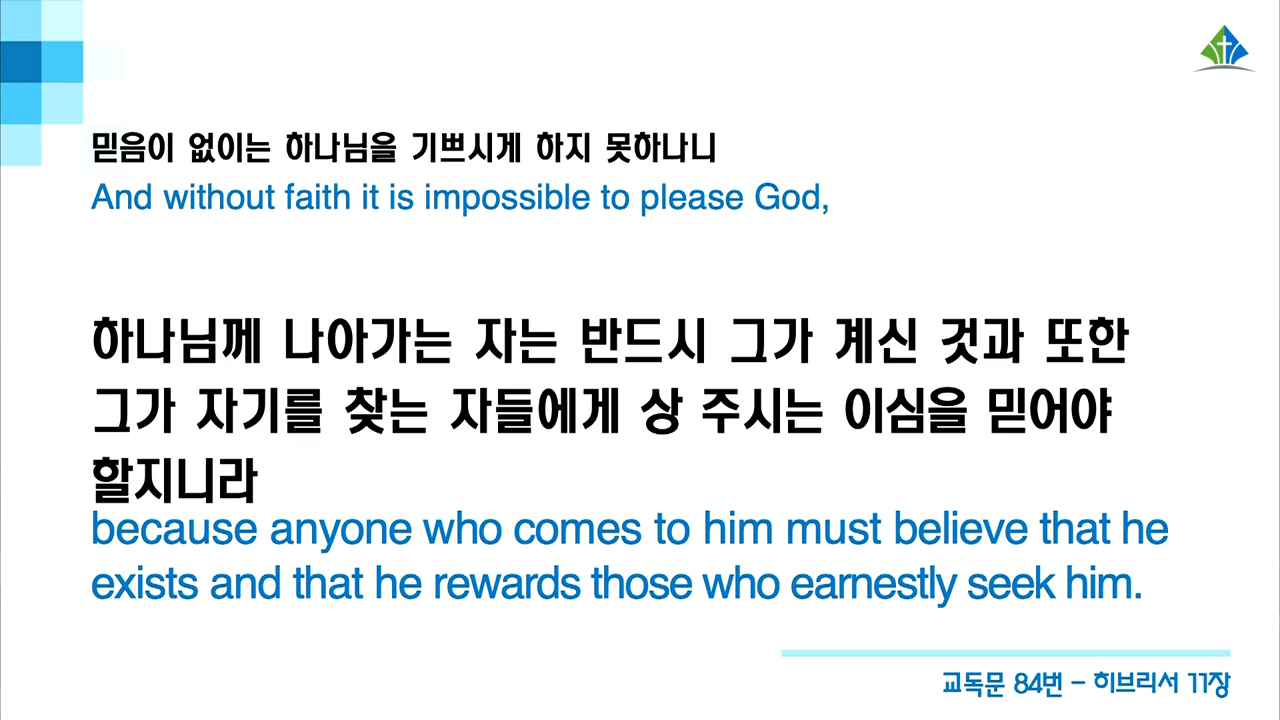 믿음이 없이는 하나님을 기쁘시게 하지 못하나니
And without faith it is impossible to please God,
하나님께 나아가는 자는 반드시 그가 계신 것과 또한
그가 자기를 찾는 자들에게 상 주시는 이심을 믿어야
할지니라
because anyone who comes to him must believe that he
exists and that he rewards those who earnestly seek him.
교독문 84번 - 히브리서 11장